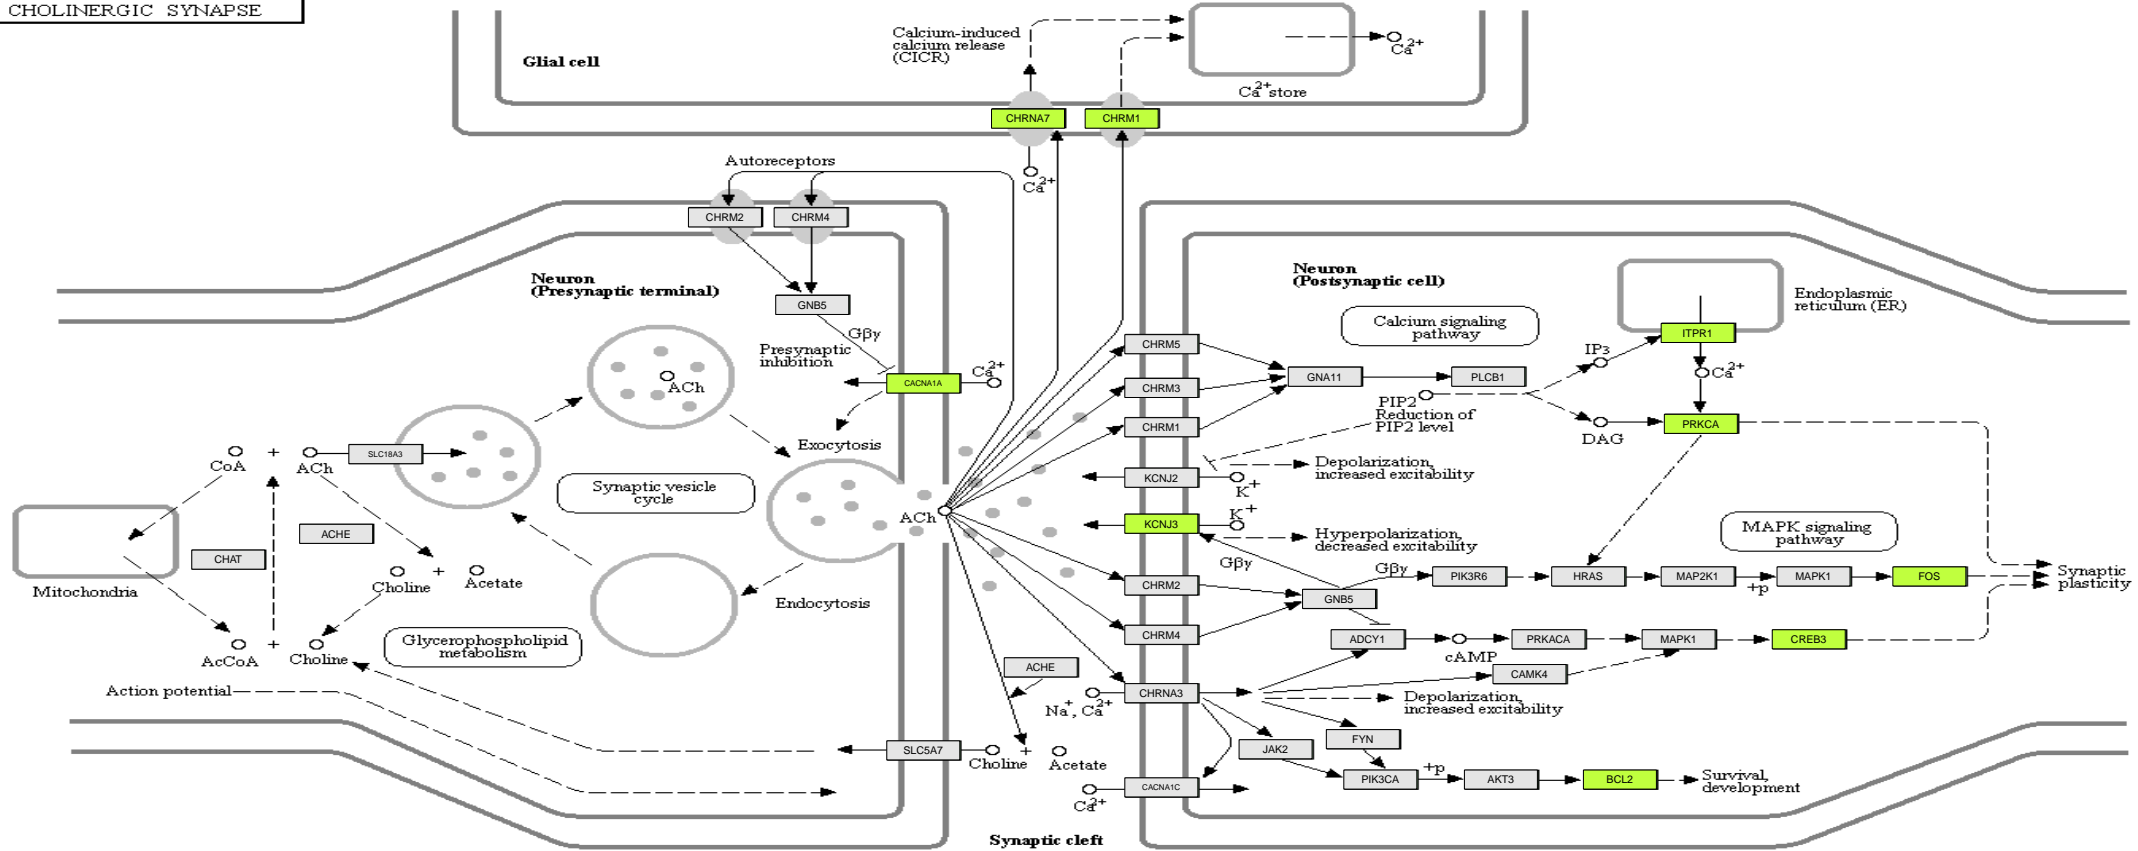 CHOLINERGIC SYNAPSE
Glial cell
Calcium-induced
calcium release
(CICR)
Ca2+
Ca2+ store
CHRNA7
CHRM1
Ca2+
Autoreceptors
CHRM2
CHRM4
Neuron
(Presynaptic terminal)
GNB5
Gβγ
Presynaptic
inhibition
CACNA1A
Ca2+
Exocytosis
ACh
CoA
+
ACh
SLC18A3
Synaptic vesicle
cycle
ACh
Mitochondria
CHAT
ACHE
Choline
+
Acetate
Endocytosis
AcCoA
+
Choline
Glycerophospholipid
metabolism
Action potential
SLC5A7
Choline
+
Acetate
ACHE
Na+, Ca2+
Ca2+
Synaptic cleft
Neuron
(Postsynaptic cell)
Calcium signaling
pathway
Endoplasmic
reticulum (ER)
ITPR1
IP3
Ca2+
CHRM5
CHRM3
CHRM1
GNA11
PLCB1
PIP2
Reduction of
PIP2 level
DAG
PRKCA
KCNJ2
K+
Depolarization,
increased excitability
KCNJ3
K+
Hyperpolarization,
decreased excitability
MAPK signaling
pathway
Gβγ
Gβγ
CHRM2
GNB5
PIK3R6
HRAS
MAP2K1
+p
MAPK1
FOS
Synaptic
plasticity
CHRM4
ADCY1
cAMP
PRKACA
MAPK1
CREB3
CAMK4
CHRNA3
Depolarization,
increased excitability
JAK2
FYN
PIK3CA
+p
AKT3
BCL2
Survival,
development
CACNA1C